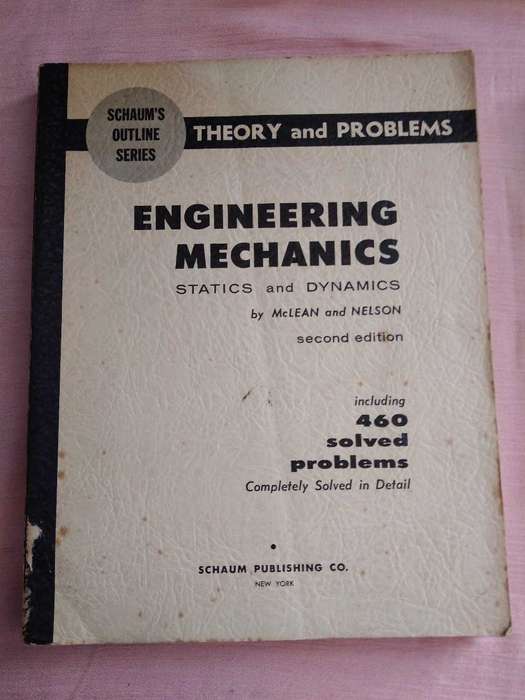 SCHAUM'S
OUTLINE
SERIES
THEORY and PROBLEMS
ENGINEERING
MECHANICS
STATICS and DYNAMICS
by McLEAN and NELSON
second edition
including
460
solved
problems
Completely Solved in Detail
SCHAUM PUBLISHING CO.
NEW YORK